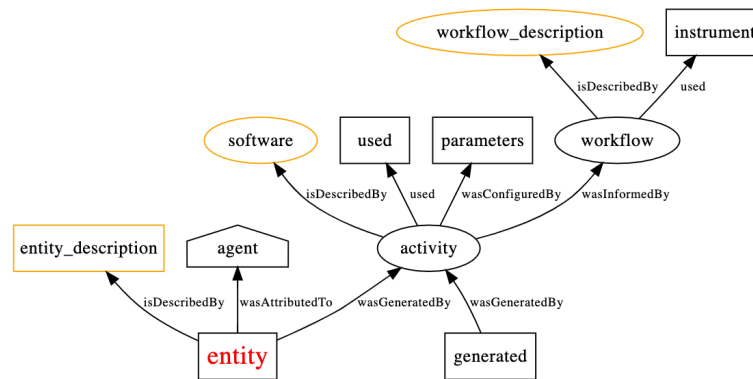 workflow_description
instrument
isDescribedBy
used
software
used
parameters
workflow
isDescribedBy
used
wasConfiguredBy
wasInformedBy
entity_description
agent
activity
isDescribedBy
wasAttributedTo
wasGeneratedBy
wasGeneratedBy
entity
generated